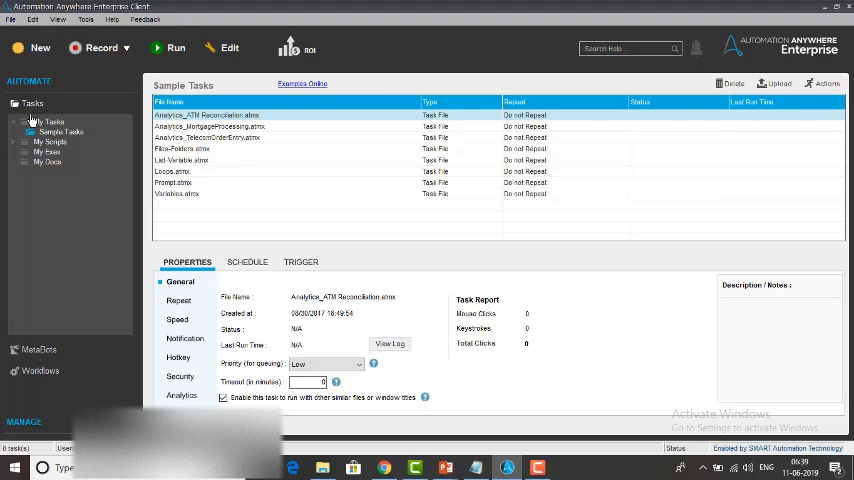 Automation Anywhere Enterprise Client
File Edit View Tools Help Feedback
New Record Run Edit ROI Search Help... AUTOMATION ANYWHERE Enterprise
AUTOMATE
Tasks
My Tasks
Sample Tasks
My Scripts
My Exes
My Docs
MetaBots
Workflows
MANAGE
Sample Tasks Examples Online Delete Upload Actions
File Name Type Repeat Status Last Run Time
Analytics_ATM Reconciliation.atmx Task File Do not Repeat
Analytics_MortgageProcessing.atmx Task File Do not Repeat
Analytics_TelecomOrderEntry.atmx Task File Do not Repeat
Files-Folders.atmx Task File Do not Repeat
List-Variable.atmx Task File Do not Repeat
Loops.atmx Task File Do not Repeat
Prompt.atmx Task File Do not Repeat
Variables.atmx Task File Do not Repeat
PROPERTIES SCHEDULE TRIGGER
General
Repeat
Speed
Notification
Hotkey
Security
Analytics
File Name : Analytics_ATM Reconciliation.atmx
Created at : 08/30/2017 18:49:54
Status : N/A
Last Run Time : N/A View Log
Priority (for queuing) : Low ?
Timeout (in minutes) 0 ?
Enable this task to run with other similar files or window titles ?
Task Report
Mouse Clicks 0
Keystrokes 0
Total Clicks 0
Description / Notes :
Activate Windows
Go to Settings to activate Windows.
8 task(s) User Status Enabled by SMART Automation Technology
Type ENG 06:39
11-06-2019 2